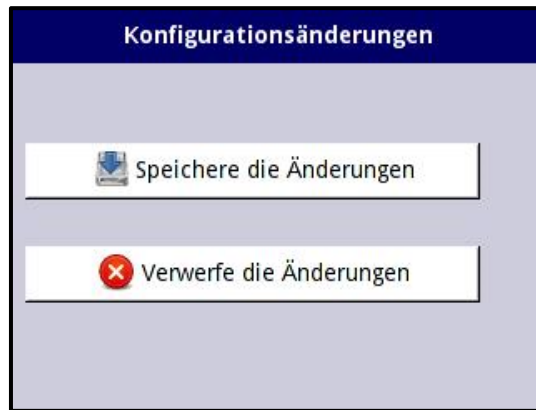 Konfigurationsänderungen
Speichere die Änderungen
Verwerfe die Änderungen